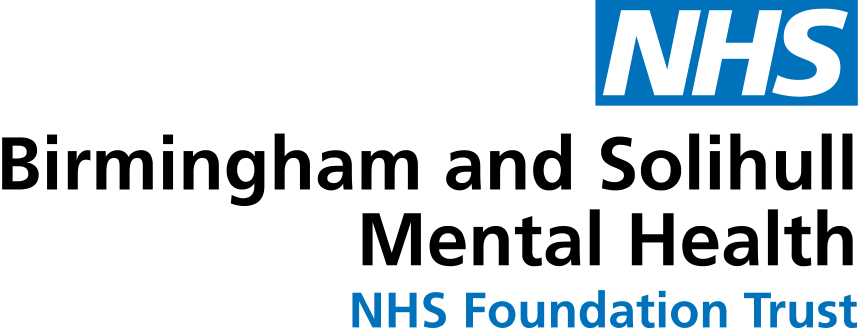 NHS
Birmingham and Solihull
Mental Health
NHS Foundation Trust